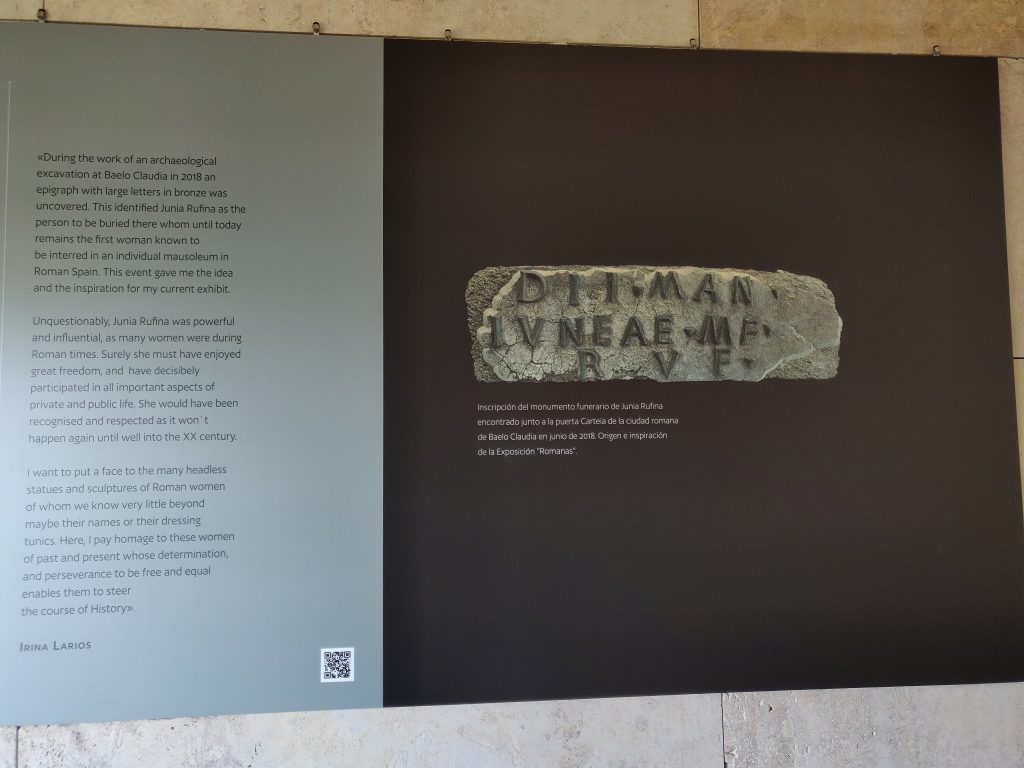 «During the work of an archaeological
excavation at Baelo Claudia in 2018 an
epigraph with large letters in bronze was
uncovered. This identified Junia Rufina as the
person to be buried there whom until today
remains the first woman known to
be interred in an individual mausoleum in
Roman Spain. This event gave me the idea
and the inspiration for my current exhibit.
Unquestionably, Junia Rufina was powerful
and influential, as many women were during
Roman times. Surely she must have enjoyed
great freedom, and have decisibely
participated in all important aspects of
private and public life. She would have been
recognised and respected as it won´t
happen again until well into the XX century.
I want to put a face to the many headless
statues and sculptures of Roman women
of whom we know very little beyond
maybe their names or their dressing
tunics. Here, I pay homage to these women
of past and present whose determination,
and perseverance to be free and equal
enables them to steer
the course of History».
IRINA LARIOS
DII·MAN·
IVNEAE·MF·
RVF·
Inscripción del monumento funerario de Junia Rufina
encontrado junto a la puerta Carteia de la ciudad romana
de Baelo Claudia en junio de 2018. Origen e inspiración
de la Exposición "Romanas".